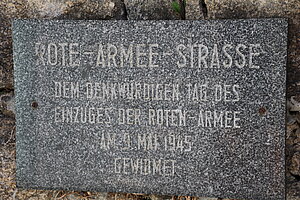 ROTE-ARMEE-STRASSE
DEM DENKWÜRDIGEN TAG DES
EINZUGES DER ROTEN-ARMEE
AM 9. MAI 1945
GEWIDMET